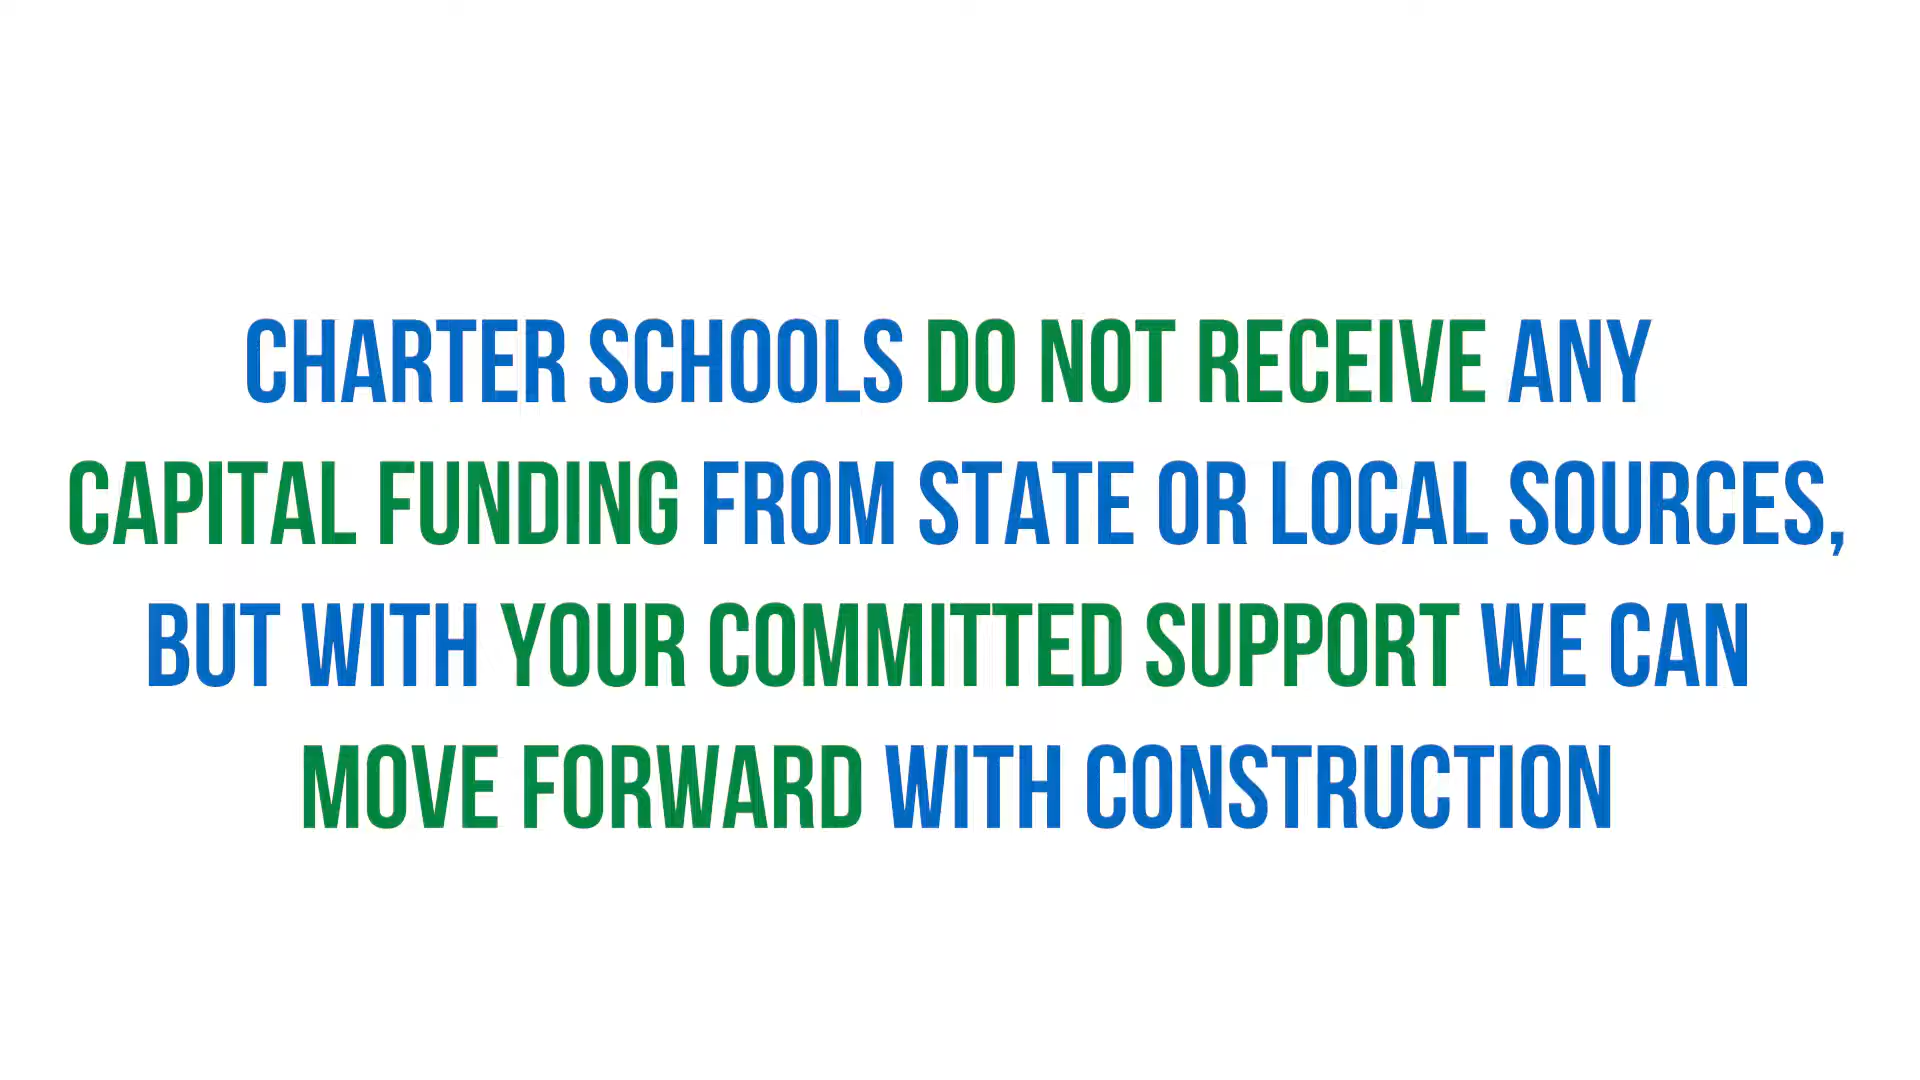 CHARTER SCHOOLS DO NOT RECEIVE ANY
CAPITAL FUNDING FROM STATE OR LOCAL SOURCES,
BUT WITH YOUR COMMITTED SUPPORT WE CAN
MOVE FORWARD WITH CONSTRUCTION